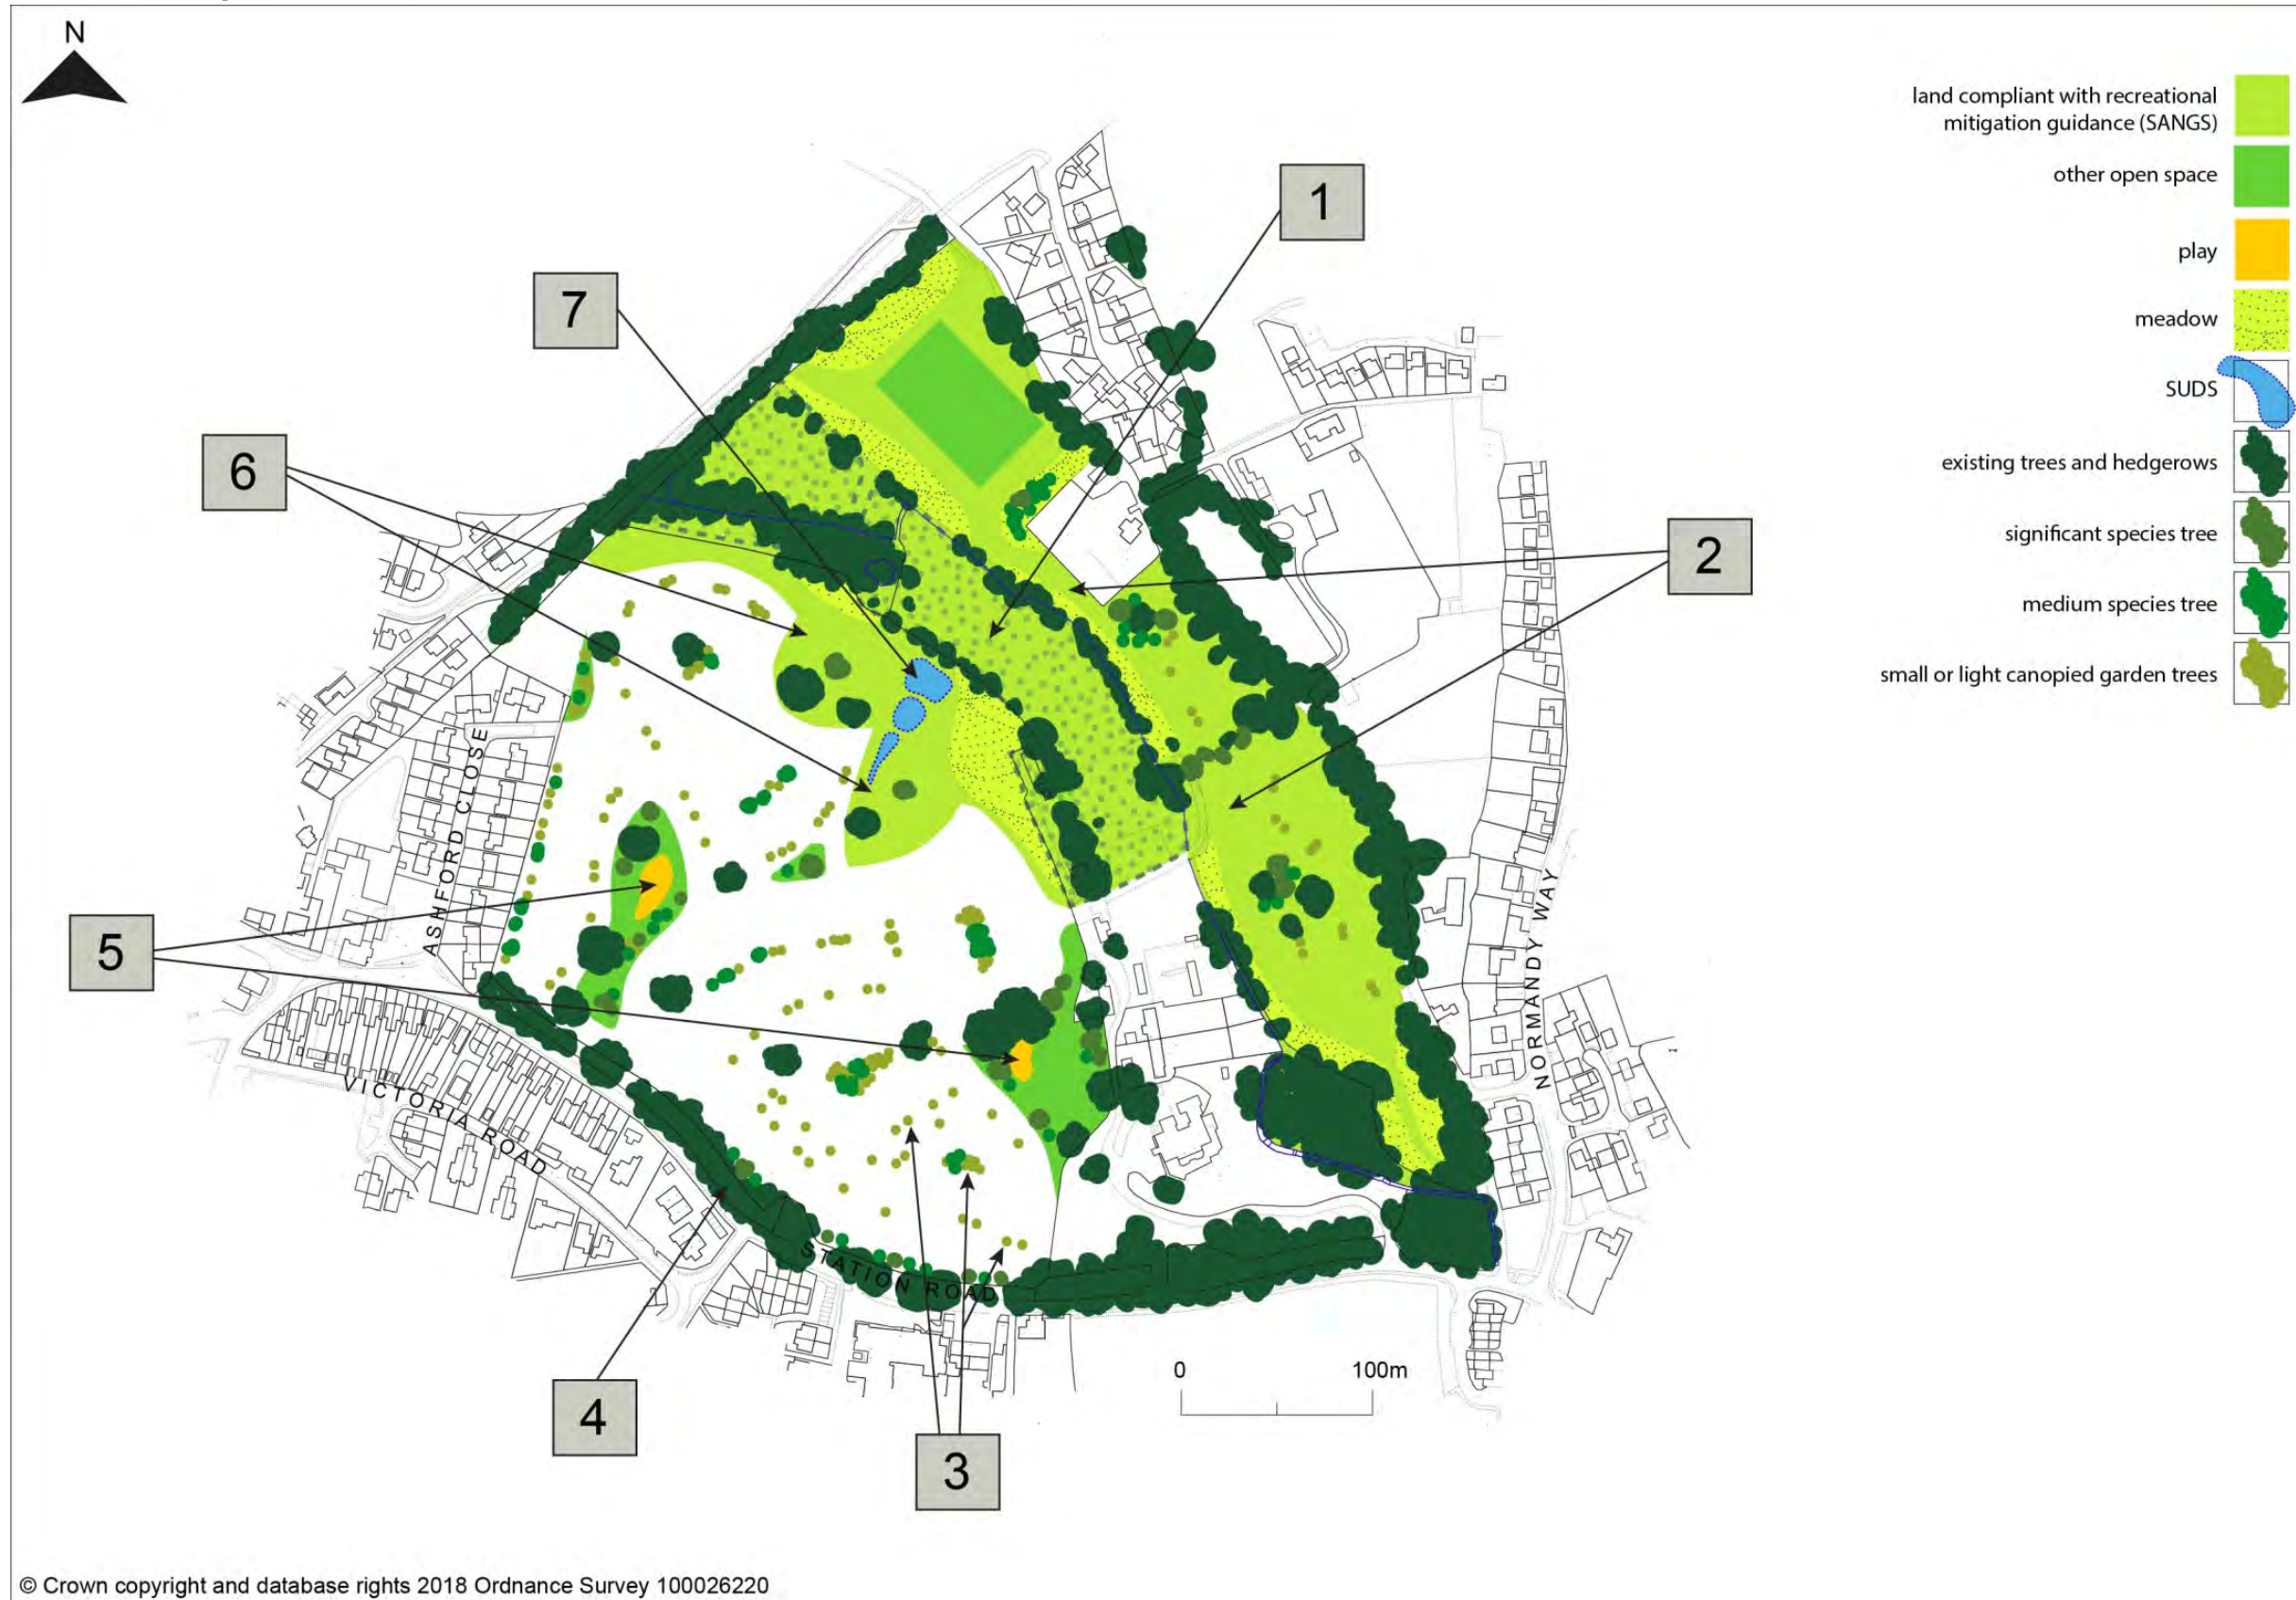 N
land compliant with recreational
mitigation guidance (SANGS)
other open space
play
meadow
SUDS
existing trees and hedgerows
significant species tree
medium species tree
small or light canopied garden trees
1
7
6
2
5
4
3
ASHFORD CLOSE
VICTORIA ROAD
STATION ROAD
NORMANDY WAY
0 100m
© Crown copyright and database rights 2018 Ordnance Survey 100026220